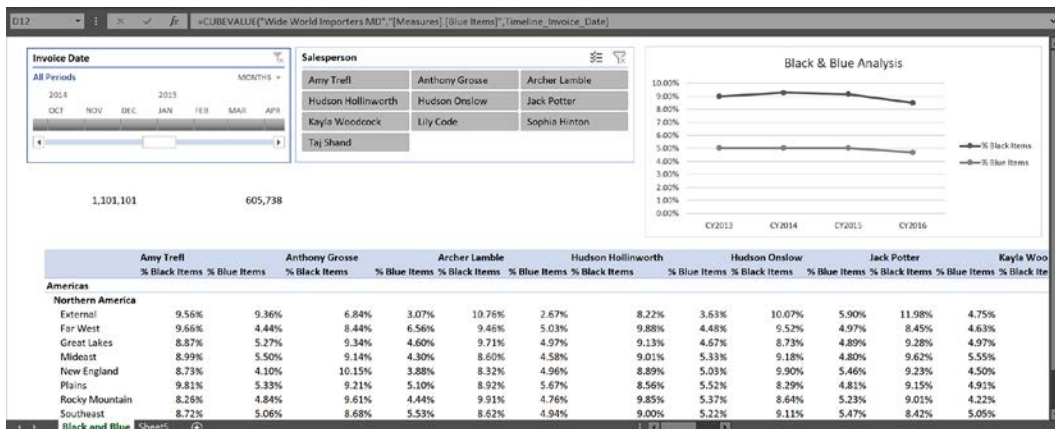 D12 fx =CUBEVALUE("Wide World Importers MD","[Measures].[Blue Items]",Timeline_Invoice_Date)
Invoice Date
All Periods MONTHS
2014 2015
OCT NOV DEC JAN FEB MAR APR
Salesperson
Amy Trefl Anthony Grosse Archer Lamble
Hudson Hollinworth Hudson Onslow Jack Potter
Kayla Woodcock Lily Code Sophia Hinton
Taj Shand
Black & Blue Analysis
10.00%
9.00%
8.00%
7.00%
6.00%
5.00%
4.00%
3.00%
2.00%
1.00%
0.00%
CY2013 CY2014 CY2015 CY2016
% Black Items
% Blue Items
1,101,101 605,738
Amy Trefl Anthony Grosse Archer Lamble Hudson Hollinworth Hudson Onslow Jack Potter Kayla Woo
% Black Items % Blue Items % Black Items % Blue Items % Black Items % Blue Items % Black Items % Blue Items % Black Items % Blue Items % Black Items % Blue Items % Black Ite
Americas
Northern America
External 9.56% 9.36% 6.84% 3.07% 10.76% 2.67% 8.22% 3.63% 10.07% 5.90% 11.98% 4.75%
Far West 9.66% 4.44% 8.44% 6.56% 9.46% 5.03% 9.88% 4.48% 9.52% 4.97% 8.45% 4.63%
Great Lakes 8.87% 5.27% 9.34% 4.60% 9.71% 4.97% 9.13% 4.67% 8.73% 4.89% 9.28% 4.97%
Mideast 8.99% 5.50% 9.14% 4.30% 8.60% 4.58% 9.01% 5.33% 9.18% 4.80% 9.62% 5.55%
New England 8.73% 4.10% 10.15% 3.88% 8.32% 4.96% 8.89% 5.03% 9.90% 5.46% 9.23% 4.50%
Plains 9.81% 5.33% 9.21% 5.10% 8.92% 5.67% 8.56% 5.52% 8.29% 4.81% 9.15% 4.91%
Rocky Mountain 8.26% 4.84% 9.61% 4.44% 9.91% 4.76% 9.85% 5.37% 8.64% 5.23% 9.01% 4.22%
Southeast 8.72% 5.06% 8.68% 5.53% 8.62% 4.94% 9.00% 5.22% 9.11% 5.47% 8.42% 5.05%
Black and Blue Sheet5